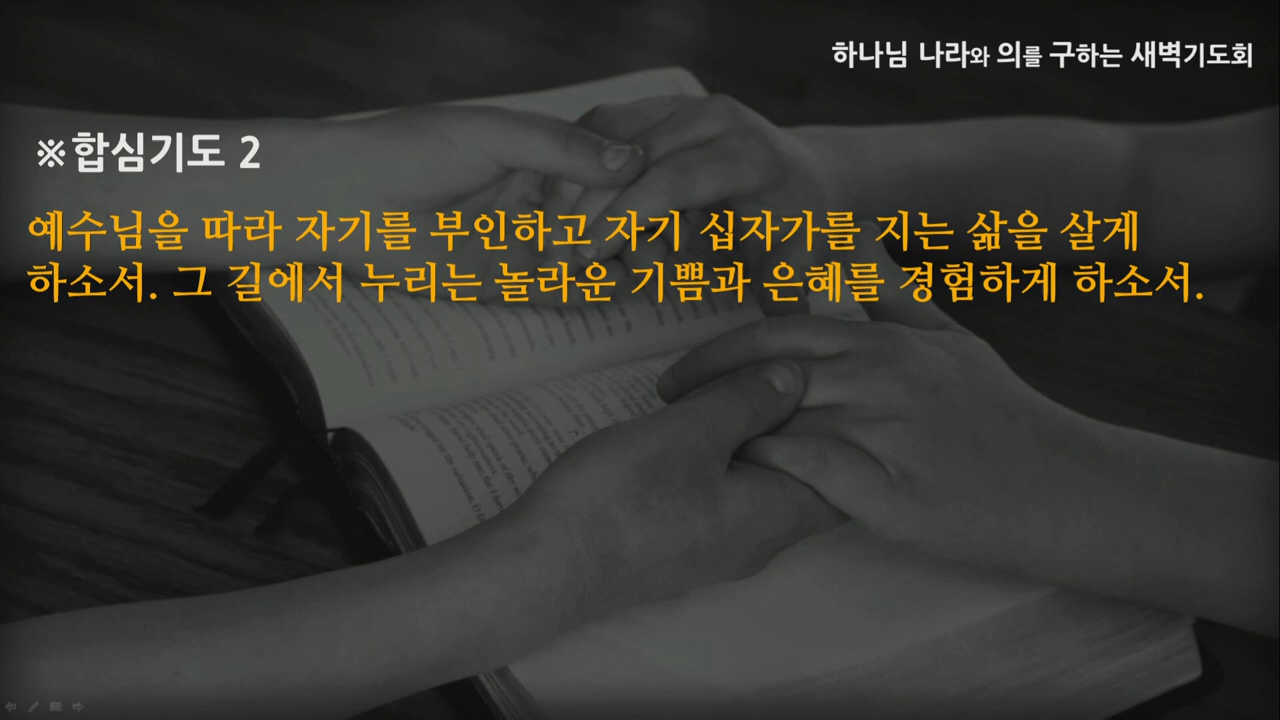 하나님 나라와 의를 구하는 새벽기도회
※합심기도 2
예수님을 따라 자기를 부인하고 자기 십자가를 지는 삶을 살게
하소서. 그 길에서 누리는 놀라운 기쁨과 은혜를 경험하게 하소서.